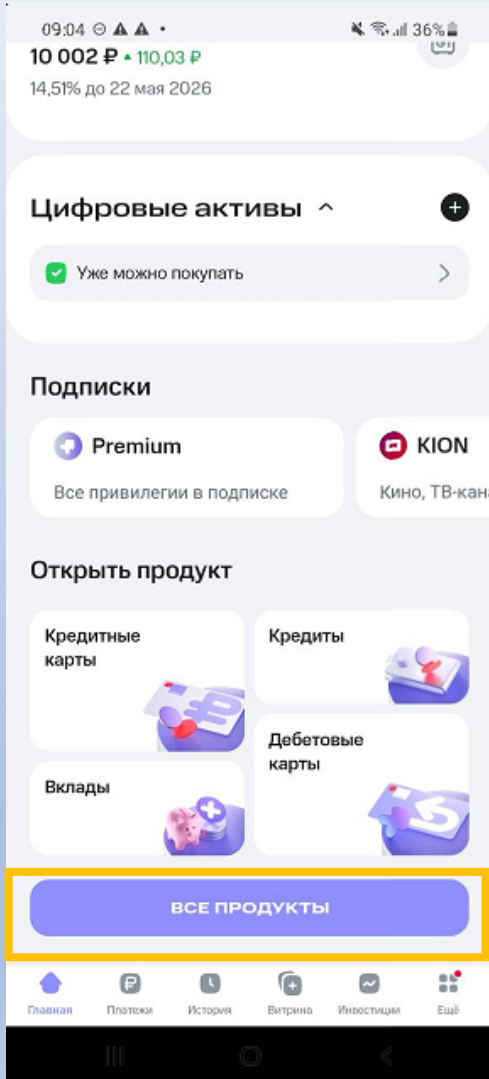 09:04 36%
10 002 ₽ 110,03 ₽
14,51% до 22 мая 2026
Цифровые активы
Уже можно покупать
Подписки
Premium
Все привилегии в подписке
KION
Кино, ТВ-кан
Открыть продукт
Кредитные
карты
Кредиты
Дебетовые
карты
Вклады
ВСЕ ПРОДУКТЫ
Главная Платежи История Витрина Инвестиции Ещё